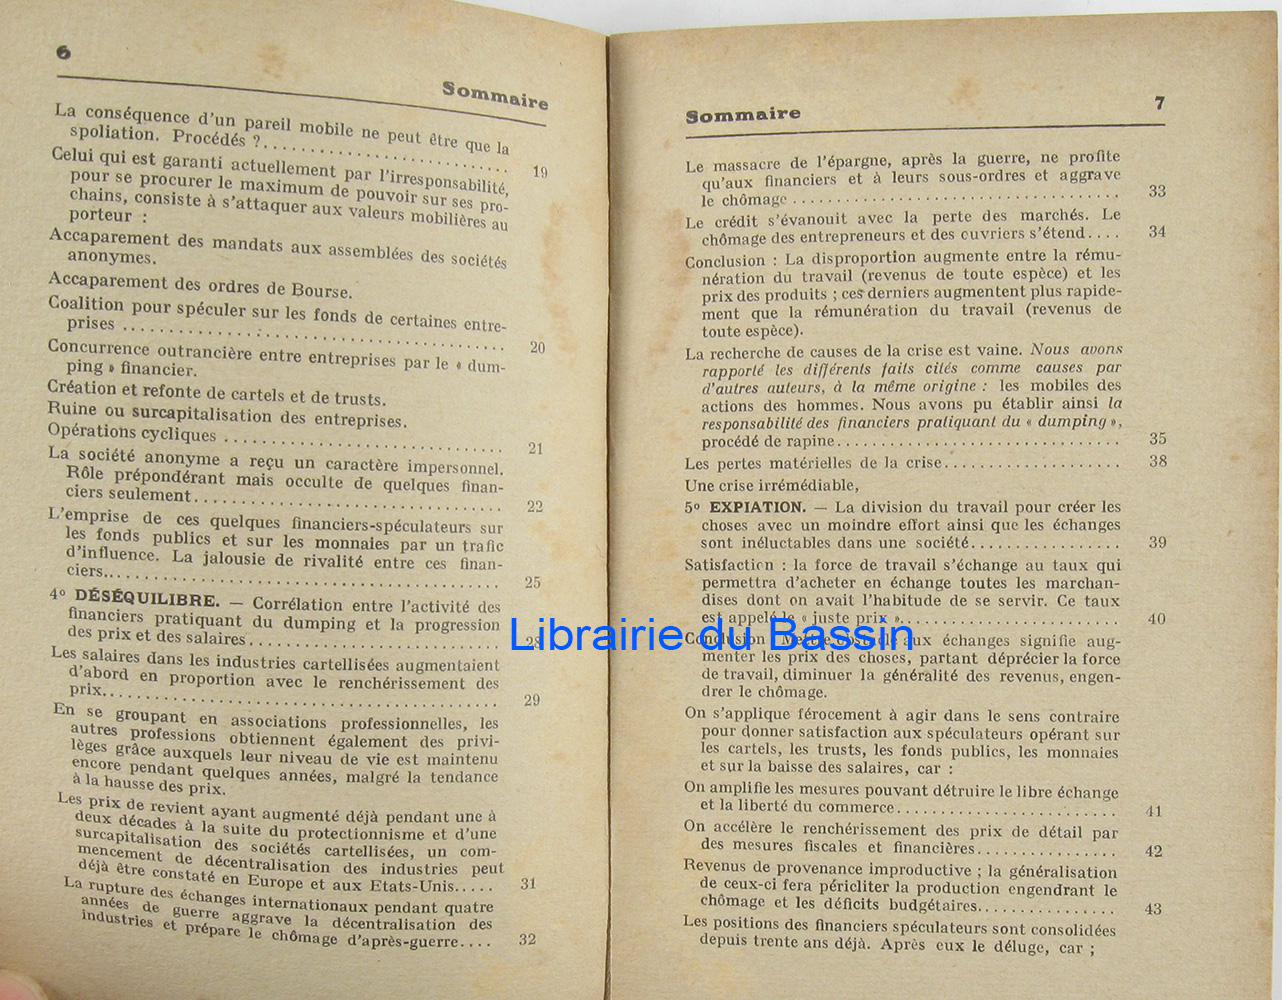 6
Sommaire
La conséquence d'un pareil mobile ne peut être que la
spoliation. Procédés ?..............................
19
Celui qui est garanti actuellement par l'irresponsabilité,
pour se procurer le maximum de pouvoir sur ses pro-
chains, consiste à s'attaquer aux valeurs mobilières au
porteur :
Accaparement des mandats aux assemblées des sociétés
anonymes.
Accaparement des ordres de Bourse.
Coalition pour spéculer sur les fonds de certaines entre-
prises .............................. 20
Concurrence outrancière entre entreprises par le « dum-
ping » financier.
Création et refonte de cartels et de trusts.
Ruine ou surcapitalisation des entreprises.
Opérations cycliques .............................. 21
La société anonyme a reçu un caractère impersonnel.
Rôle prépondérant mais occulte de quelques finan-
ciers seulement.............................. 22
L'emprise de ces quelques financiers-spéculateurs sur
les fonds publics et sur les monnaies par un trafic
d'influence. La jalousie de rivalité entre ces finan-
ciers.............................. 25
4º DÉSÉQUILIBRE. — Corrélation entre l'activité des
financiers pratiquant du dumping et la progression
des prix et des salaires.............................. 28
Les salaires dans les industries cartellisées augmentaient
d'abord en proportion avec le renchérissement des
prix.............................. 29
En se groupant en associations professionnelles, les
autres professions obtiennent également des privi-
lèges grâce auxquels leur niveau de vie est maintenu
encore pendant quelques années, malgré la tendance
à la hausse des prix.
Les prix de revient ayant augmenté déjà pendant une à
deux décades à la suite du protectionnisme et d'une
surcapitalisation des sociétés cartellisées, un com-
mencement de décentralisation des industries peut
déjà être constaté en Europe et aux Etats-Unis..... 31
La rupture des échanges internationaux pendant quatre
années de guerre aggrave la décentralisation des
industries et prépare le chômage d'après-guerre.... 32
Sommaire
7
Le massacre de l'épargne, après la guerre, ne profite
qu'aux financiers et à leurs sous-ordres et aggrave
le chômage .............................. 33
Le crédit s'évanouit avec la perte des marchés. Le
chômage des entrepreneurs et des ouvriers s'étend.... 34
Conclusion : La disproportion augmente entre la rému-
nération du travail (revenus de toute espèce) et les
prix des produits ; ces derniers augmentent plus rapide-
ment que la rémunération du travail (revenus de
toute espèce).
La recherche de causes de la crise est vaine. Nous avons
rapporté les différents faits cités comme causes par
d'autres auteurs, à la même origine : les mobiles des
actions des hommes. Nous avons pu établir ainsi la
responsabilité des financiers pratiquant du « dumping »,
procédé de rapine.............................. 35
Les pertes matérielles de la crise.................... 38
Une crise irrémédiable,
5º EXPIATION. — La division du travail pour créer les
choses avec un moindre effort ainsi que les échanges
sont inéluctables dans une société................. 39
Satisfaction : la force de travail s'échange au taux qui
permettra d'acheter en échange toutes les marchan-
dises dont on avait l'habitude de se servir. Ce taux
est appelé le « juste prix ».............................. 40
Conclusion : Mettre obstacle aux échanges signifie aug-
menter les prix des choses, partant déprécier la force
de travail, diminuer la généralité des revenus, engen-
drer le chômage.
On s'applique férocement à agir dans le sens contraire
pour donner satisfaction aux spéculateurs opérant sur
les cartels, les trusts, les fonds publics, les monnaies
et sur la baisse des salaires, car :
On amplifie les mesures pouvant détruire le libre échange
et la liberté du commerce......................... 41
On accélère le renchérissement des prix de détail par
des mesures fiscales et financières................ 42
Revenus de provenance improductive ; la généralisation
de ceux-ci fera péricliter la production engendrant le
chômage et les déficits budgétaires................ 43
Les positions des financiers spéculateurs sont consolidées
depuis trente ans déjà. Après eux le déluge, car ;
Librairie du Bassin